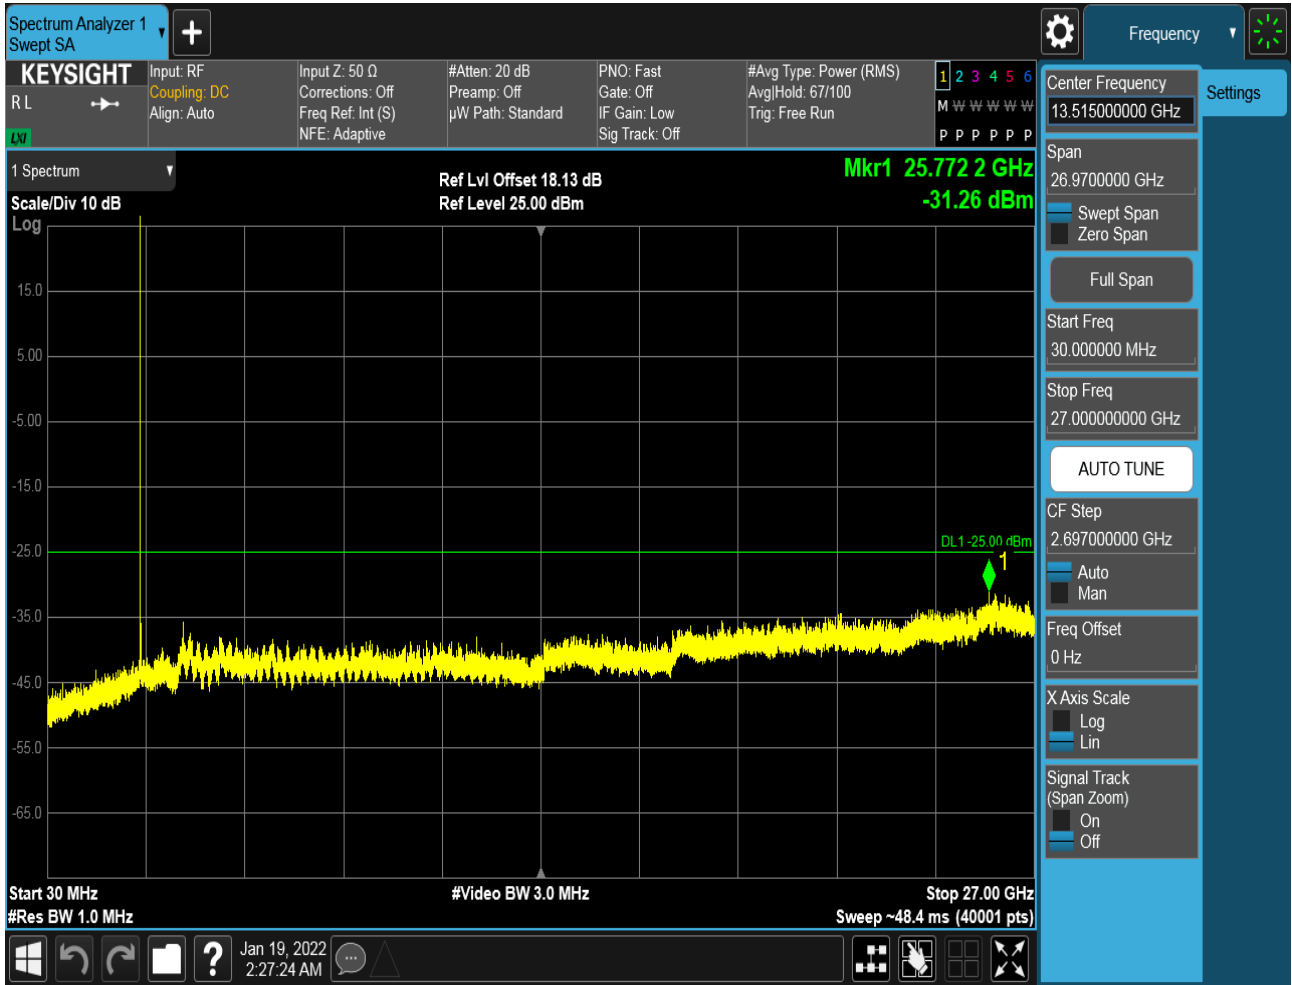 Spectrum Analyzer 1
Swept SA
Frequency
KEYSIGHT
R L
LXI
Input: RF
Coupling: DC
Align: Auto
Input Z: 50 Ω
Corrections: Off
Freq Ref: Int (S)
NFE: Adaptive
#Atten: 20 dB
Preamp: Off
µW Path: Standard
PNO: Fast
Gate: Off
IF Gain: Low
Sig Track: Off
#Avg Type: Power (RMS)
Avg|Hold: 67/100
Trig: Free Run
1 2 3 4 5 6
M W W W W W
P P P P P P
1 Spectrum
Scale/Div 10 dB
Log
Ref Lvl Offset 18.13 dB
Ref Level 25.00 dBm
Mkr1 25.772 2 GHz
-31.26 dBm
15.0
5.00
-5.00
-15.0
-25.0
-35.0
-45.0
-55.0
-65.0
DL1 -25.00 dBm
1
Start 30 MHz
#Res BW 1.0 MHz
#Video BW 3.0 MHz
Stop 27.00 GHz
Sweep ~48.4 ms (40001 pts)
Center Frequency
13.515000000 GHz
Span
26.9700000 GHz
Swept Span
Zero Span
Full Span
Start Freq
30.000000 MHz
Stop Freq
27.000000000 GHz
AUTO TUNE
CF Step
2.697000000 GHz
Auto
Man
Freq Offset
0 Hz
X Axis Scale
Log
Lin
Signal Track
(Span Zoom)
On
Off
Settings
?
Jan 19, 2022
2:27:24 AM